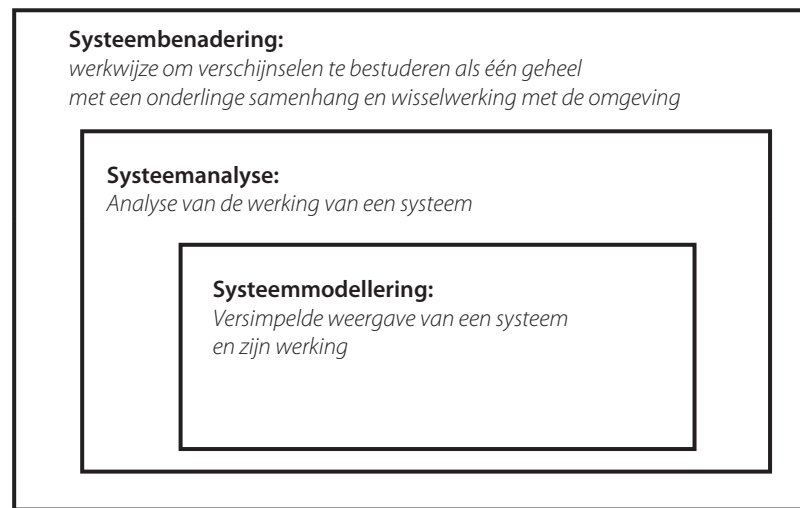 Systeembenadering:
werkwijze om verschijnselen te bestuderen als één geheel
met een onderlinge samenhang en wisselwerking met de omgeving
Systeemanalyse:
Analyse van de werking van een systeem
Systeemmodellering:
Versimpelde weergave van een systeem
en zijn werking